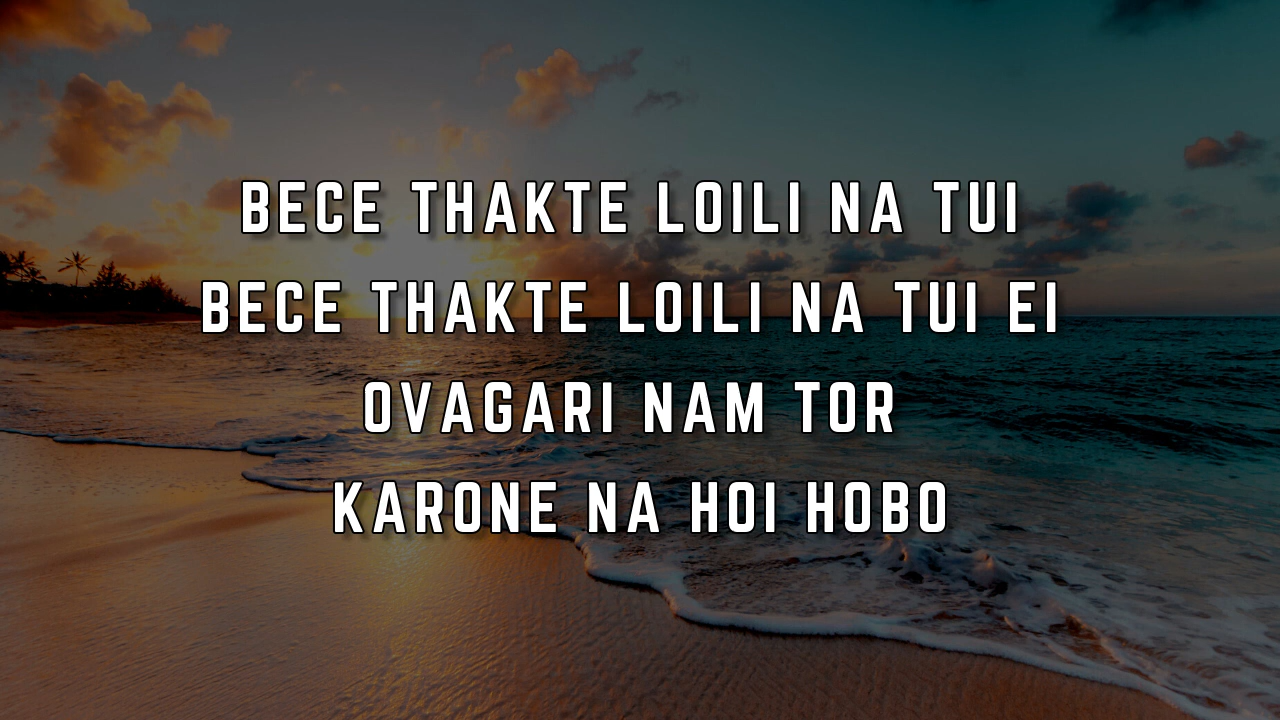 BECE THAKTE LOILI NA TUI
BECE THAKTE LOILI NA TUI EI
OVAGARI NAM TOR
KARONE NA HOI HOBO